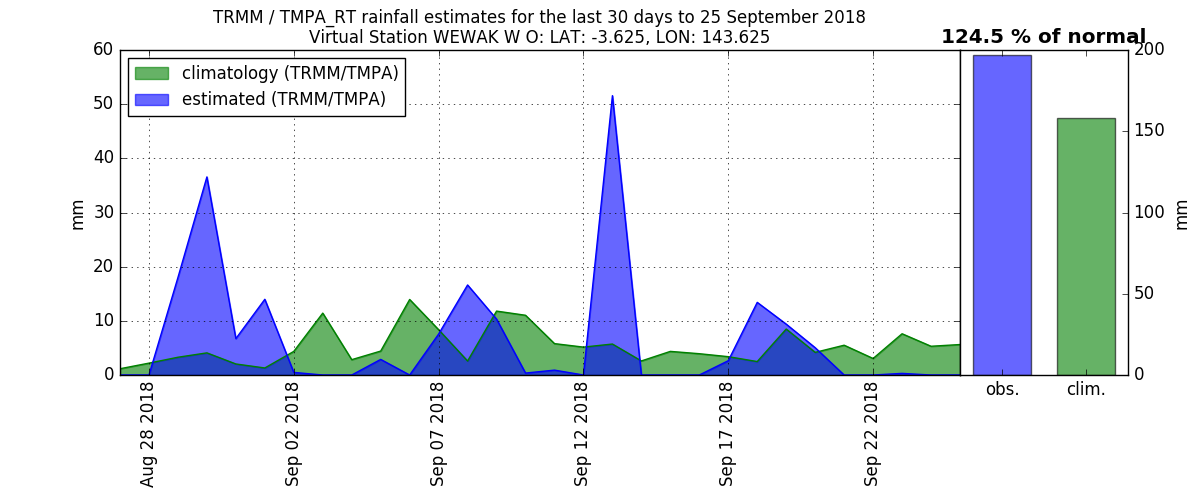 TRMM / TMPA_RT rainfall estimates for the last 30 days to 25 September 2018
Virtual Station WEWAK W O: LAT: -3.625, LON: 143.625
124.5 % of normal
climatology (TRMM/TMPA)
estimated (TRMM/TMPA)
60
50
40
30
20
10
0
mm
Aug 28 2018
Sep 02 2018
Sep 07 2018
Sep 12 2018
Sep 17 2018
Sep 22 2018
200
150
100
50
0
mm
obs.
clim.